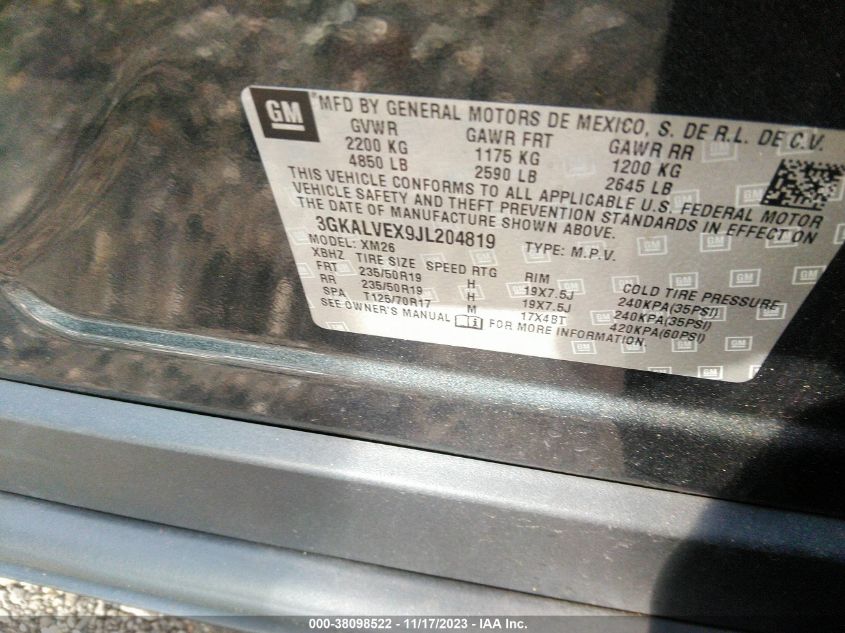 GM MFD BY GENERAL MOTORS DE MEXICO, S. DE R.L. DE C.V.
GVWR GAWR FRT GAWR RR
2200 KG 1175 KG 1200 KG
4850 LB 2590 LB 2645 LB
THIS VEHICLE CONFORMS TO ALL APPLICABLE U.S. FEDERAL MOTOR
VEHICLE SAFETY AND THEFT PREVENTION STANDARDS IN EFFECT ON
THE DATE OF MANUFACTURE SHOWN ABOVE.
3GKALVEX9JL204819 TYPE: M.P.V.
MODEL: XM26
XBHZ TIRE SIZE SPEED RTG RIM COLD TIRE PRESSURE
FRT 235/50R19 H 19X7.5J 240KPA(35PSI)
RR 235/50R19 H 19X7.5J 240KPA(35PSI)
SPA T125/70R17 M 17X4BT 420KPA(60PSI)
SEE OWNER'S MANUAL FOR MORE INFORMATION.
000-38098522 - 11/17/2023 - IAA Inc.